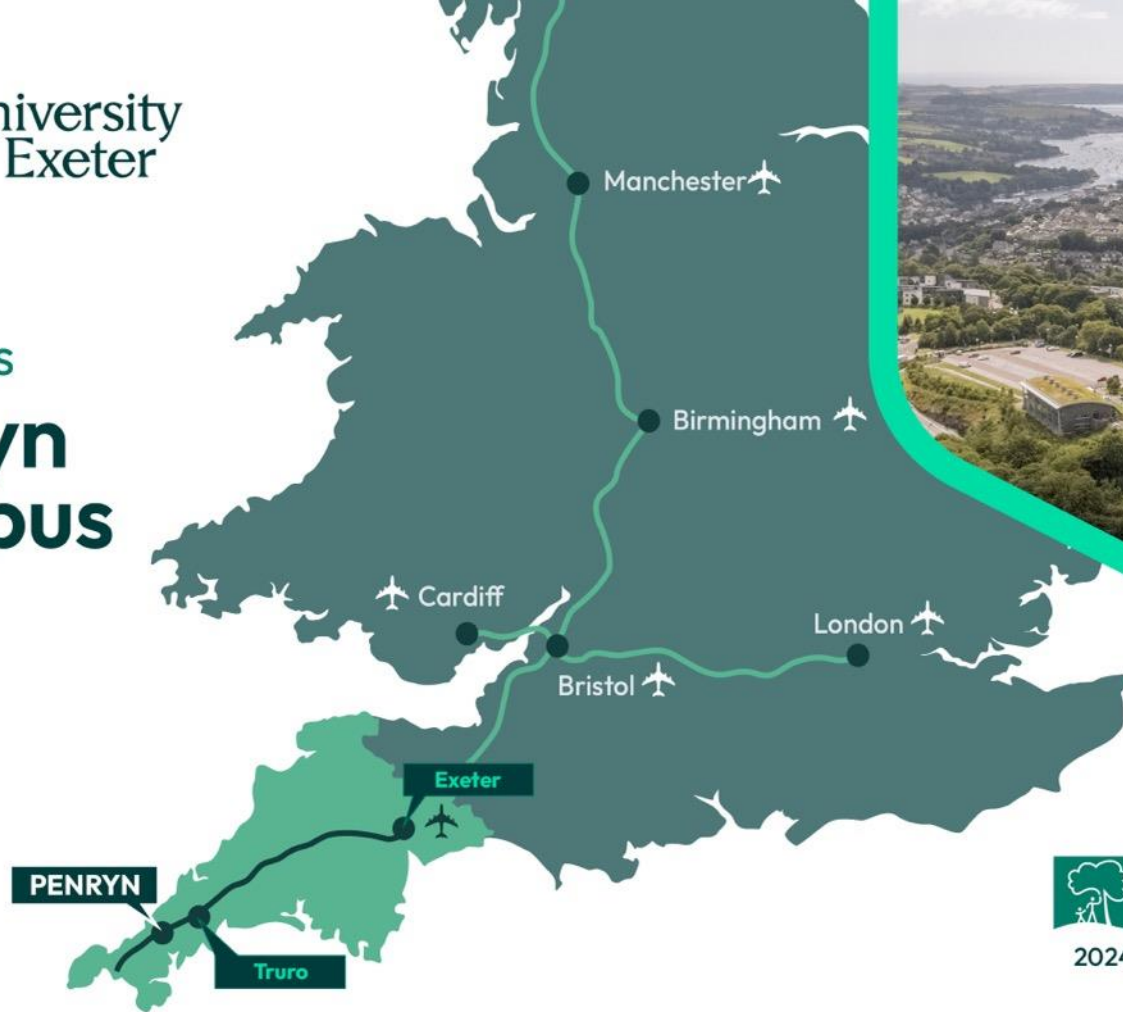 niversity
Exeter
Manchester
s
Birmingham
yn
ous
Cardiff
London
Bristol
Exeter
PENRYN
Truro
2024